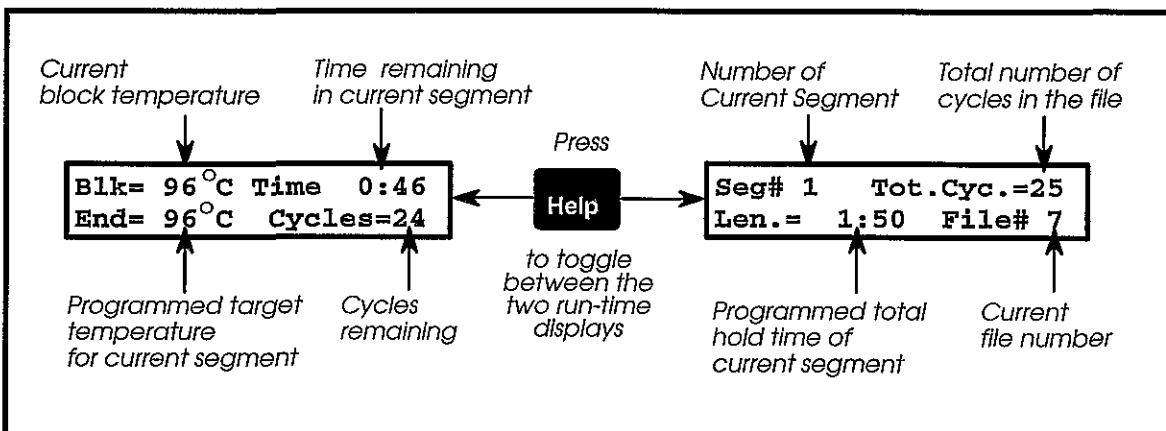 Current
block temperature
Time remaining
in current segment
Number of
Current Segment
Total number of
cycles in the file
Press
Blk= 96°C Time 0:46
End= 96°C Cycles=24
Help
Seg# 1 Tot.Cyc.=25
Len.= 1:50 File# 7
to toggle
between the
two run-time
displays
Programmed target
temperature
for current segment
Cycles
remaining
Programmed total
hold time of
current segment
Current
file number